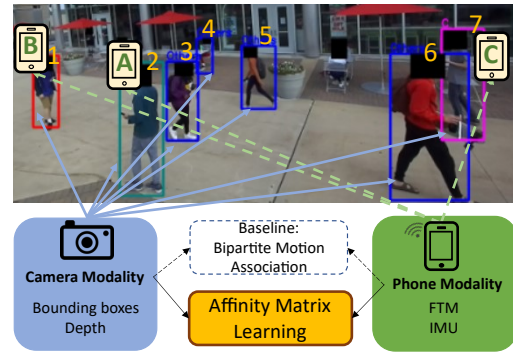 B
1
A
2
3
4
5
6
7
C
Camera Modality
Bounding boxes
Depth
Baseline:
Bipartite Motion
Association
Affinity Matrix
Learning
Phone Modality
FTM
IMU